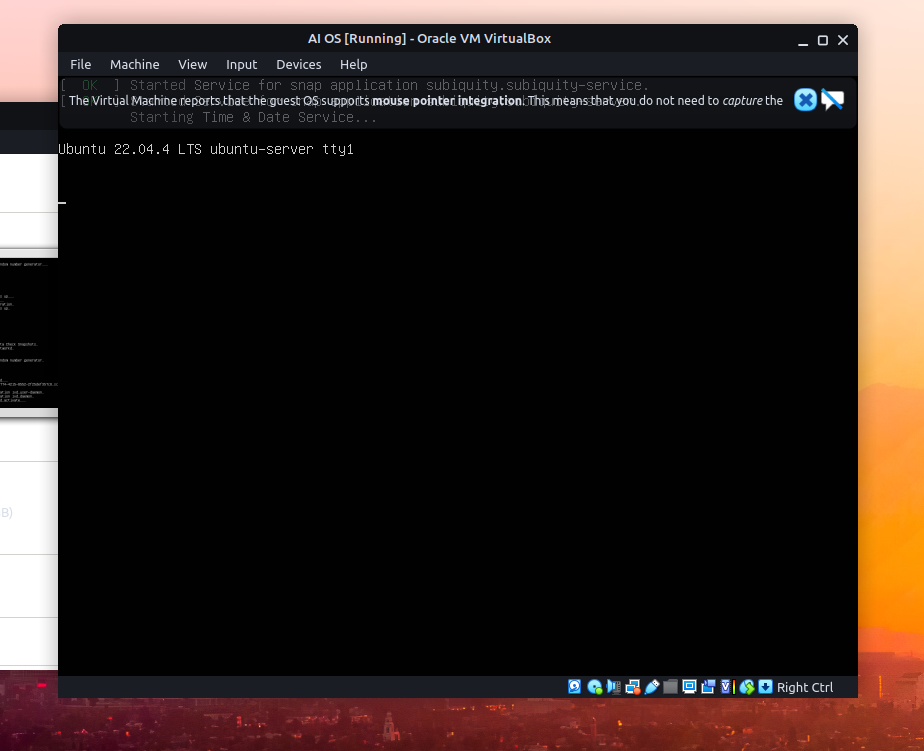 AI OS [Running] - Oracle VM VirtualBox
File Machine View Input Devices Help
[ OK ] Started Service for snap application subiquity.subiquity-service.
The Virtual Machine reports that the guest OS supports mouse pointer integration. This means that you do not need to capture the
Starting Time & Date Service...
Ubuntu 22.04.4 LTS ubuntu-server tty1
B)
Right Ctrl